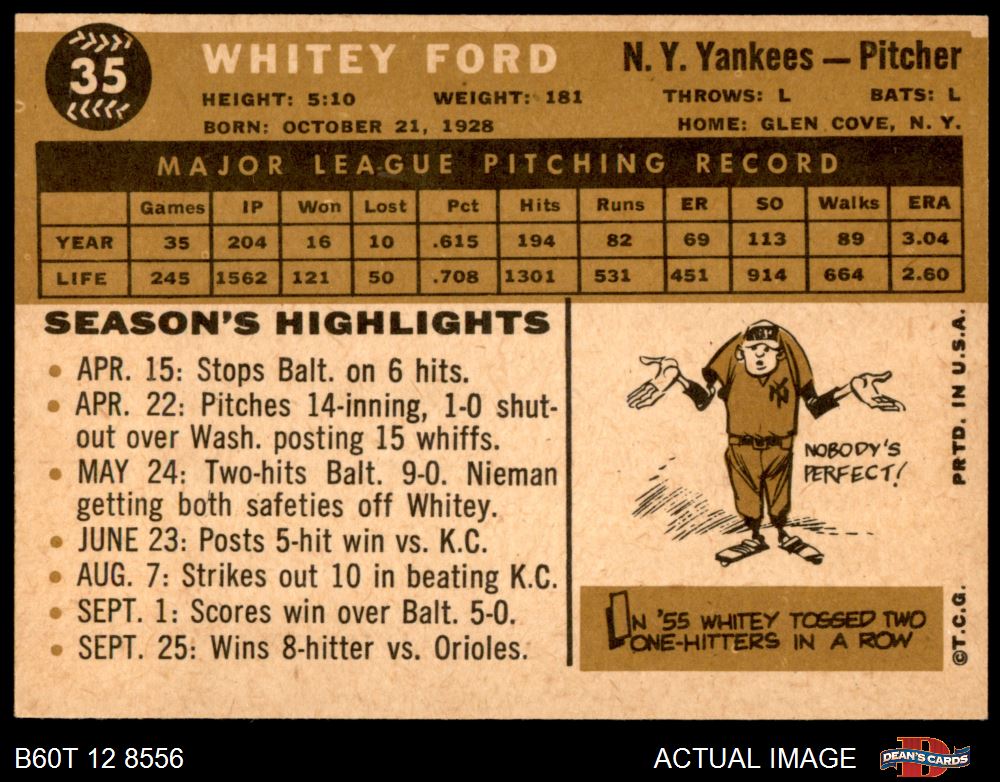 35
WHITEY FORD
N. Y. Yankees — Pitcher
HEIGHT: 5:10 WEIGHT: 181 THROWS: L BATS: L
BORN: OCTOBER 21, 1928 HOME: GLEN COVE, N. Y.
MAJOR LEAGUE PITCHING RECORD
Games IP Won Lost Pct Hits Runs ER SO Walks ERA
YEAR 35 204 16 10 .615 194 82 69 113 89 3.04
LIFE 245 1562 121 50 .708 1301 531 451 914 664 2.60
SEASON'S HIGHLIGHTS
• APR. 15: Stops Balt. on 6 hits.
• APR. 22: Pitches 14-inning, 1-0 shut-
out over Wash. posting 15 whiffs.
• MAY 24: Two-hits Balt. 9-0. Nieman
getting both safeties off Whitey.
• JUNE 23: Posts 5-hit win vs. K.C.
• AUG. 7: Strikes out 10 in beating K.C.
• SEPT. 1: Scores win over Balt. 5-0.
• SEPT. 25: Wins 8-hitter vs. Orioles.
NY
NOBODY'S
PERFECT!
IN '55 WHITEY TOSSED TWO
ONE-HITTERS IN A ROW
PRTD. IN U.S.A.
©T.C.G.
B60T 12 8556
ACTUAL IMAGE
DEAN'S CARDS